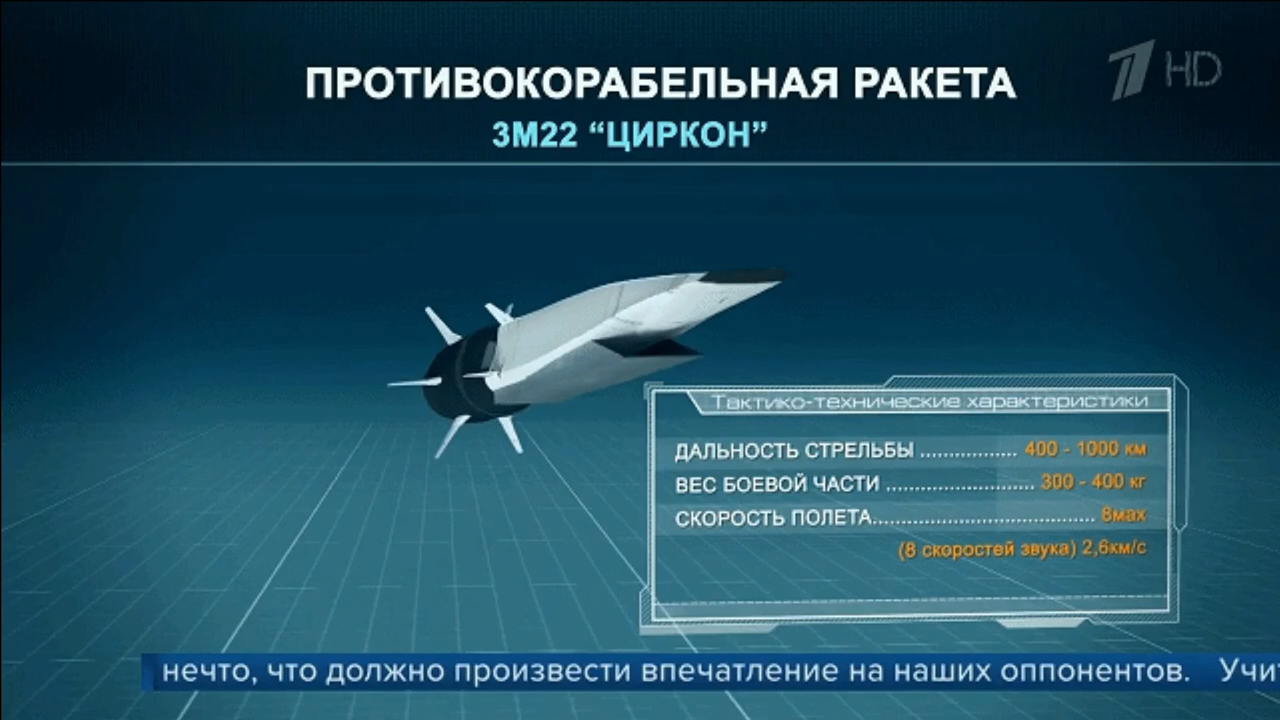 ПРОТИВОКОРАБЕЛЬНАЯ РАКЕТА
1 HD
3М22 “ЦИРКОН”
Тактико-технические характеристики
ДАЛЬНОСТЬ СТРЕЛЬБЫ ................. 400 - 1000 км
ВЕС БОЕВОЙ ЧАСТИ .......................... 300 - 400 кг
СКОРОСТЬ ПОЛЕТА....................................... 8мах
(8 скоростей звука) 2,6км/с
нечто, что должно произвести впечатление на наших оппонентов. Учит